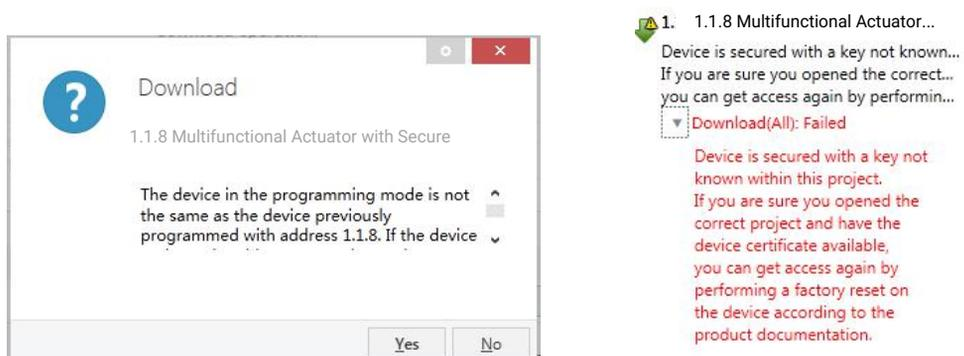 Download
1.1.8 Multifunctional Actuator with Secure
The device in the programming mode is not
the same as the device previously
programmed with address 1.1.8. If the device
Yes
No
1. 1.1.8 Multifunctional Actuator...
Device is secured with a key not known...
If you are sure you opened the correct...
you can get access again by performin...
Download(All): Failed
Device is secured with a key not
known within this project.
If you are sure you opened the
correct project and have the
device certificate available,
you can get access again by
performing a factory reset on
the device according to the
product documentation.